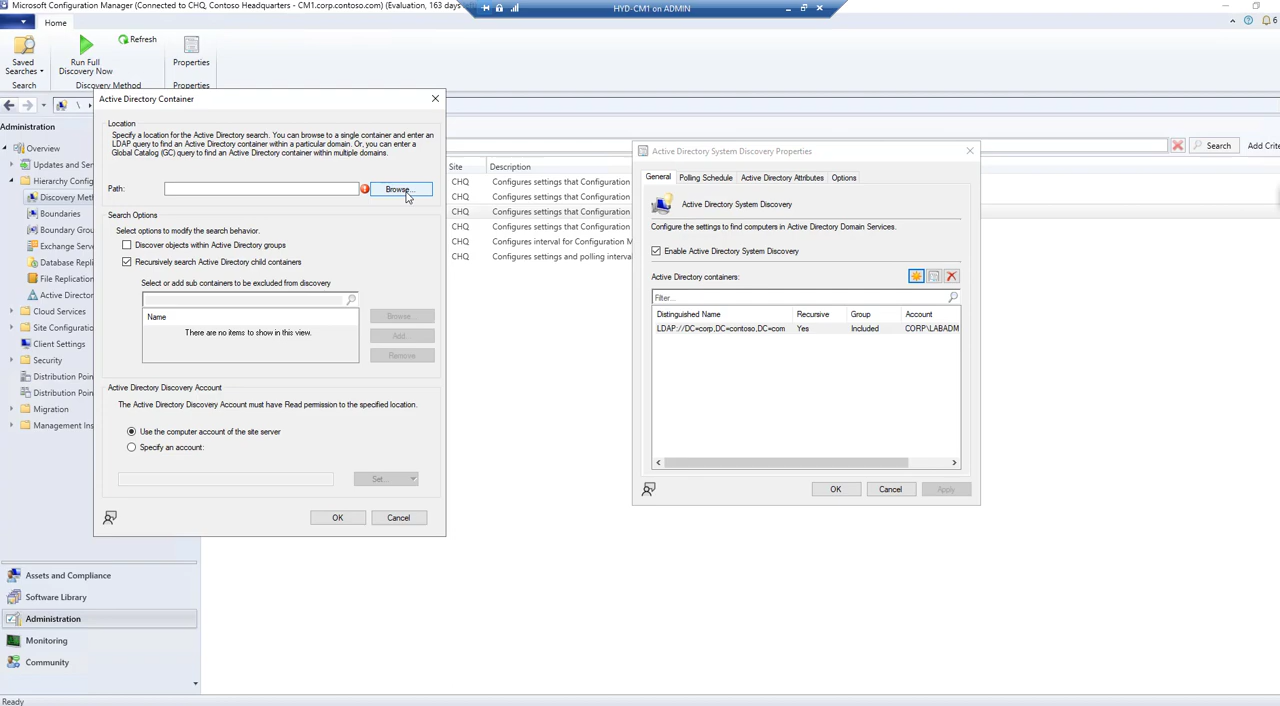 Microsoft Configuration Manager (Connected to CHQ, Contoso Headquarters - CM1.corp.contoso.com) (Evaluation, 163 days
HYD-CM1 on ADMIN
Home
6
Saved Searches
Run Full Discovery Now
Refresh
Properties
Search
Discovery Method
Properties
\
Administration
Overview
Updates and Ser
Hierarchy Config
Discovery Meth
Boundaries
Boundary Grou
Exchange Serve
Database Repli
File Replication
Active Director
Cloud Services
Site Configuratio
Client Settings
Security
Distribution Poin
Distribution Poin
Migration
Management Ins
Assets and Compliance
Software Library
Administration
Monitoring
Community
Ready
Active Directory Container
Location
Specify a location for the Active Directory search. You can browse to a single container and enter an
LDAP query to find an Active Directory container within a particular domain. Or, you can enter a
Global Catalog (GC) query to find an Active Directory container within multiple domains.
Path:
Browse...
Search Options
Select options to modify the search behavior.
Discover objects within Active Directory groups
Recursively search Active Directory child containers
Select or add sub containers to be excluded from discovery
Name
There are no items to show in this view.
Browse...
Add...
Remove
Active Directory Discovery Account
The Active Directory Discovery Account must have Read permission to the specified location.
Use the computer account of the site server
Specify an account:
Set...
OK
Cancel
Search
Add Crite
Site
Description
CHQ
Configures settings that Configuration
CHQ
Configures settings that Configuration
CHQ
Configures settings that Configuration
CHQ
Configures settings that Configuration
CHQ
Configures interval for Configuration M
CHQ
Configures settings and polling interva
Active Directory System Discovery Properties
General
Polling Schedule
Active Directory Attributes
Options
Active Directory System Discovery
Configure the settings to find computers in Active Directory Domain Services.
Enable Active Directory System Discovery
Active Directory containers:
Filter...
Distinguished Name
Recursive
Group
Account
LDAP://DC=corp,DC=contoso,DC=com
Yes
Included
CORP\LABADM
OK
Cancel
Apply